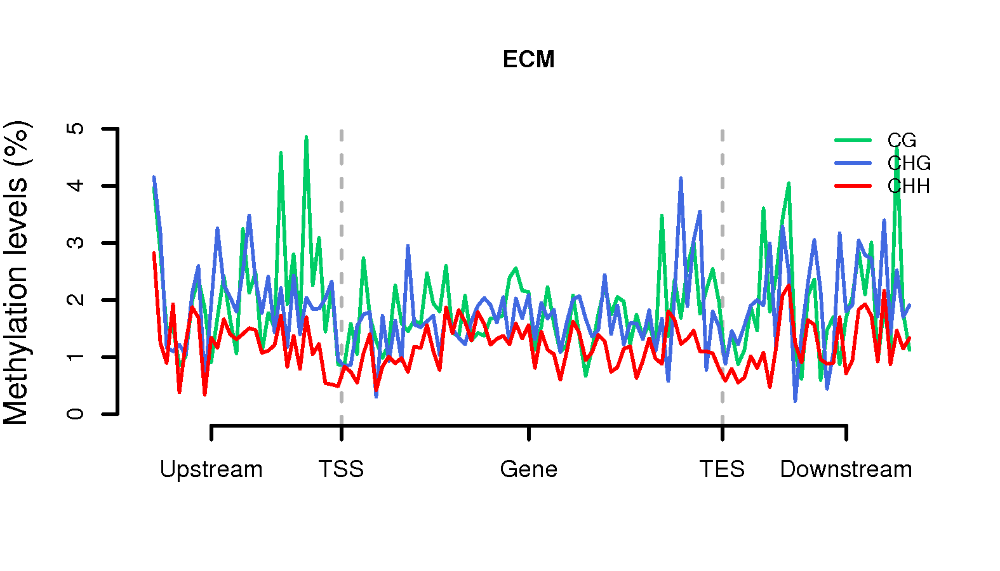 ECM
Methylation levels (%)
5
4
3
2
1
0
CG
CHG
CHH
Upstream TSS Gene TES Downstream